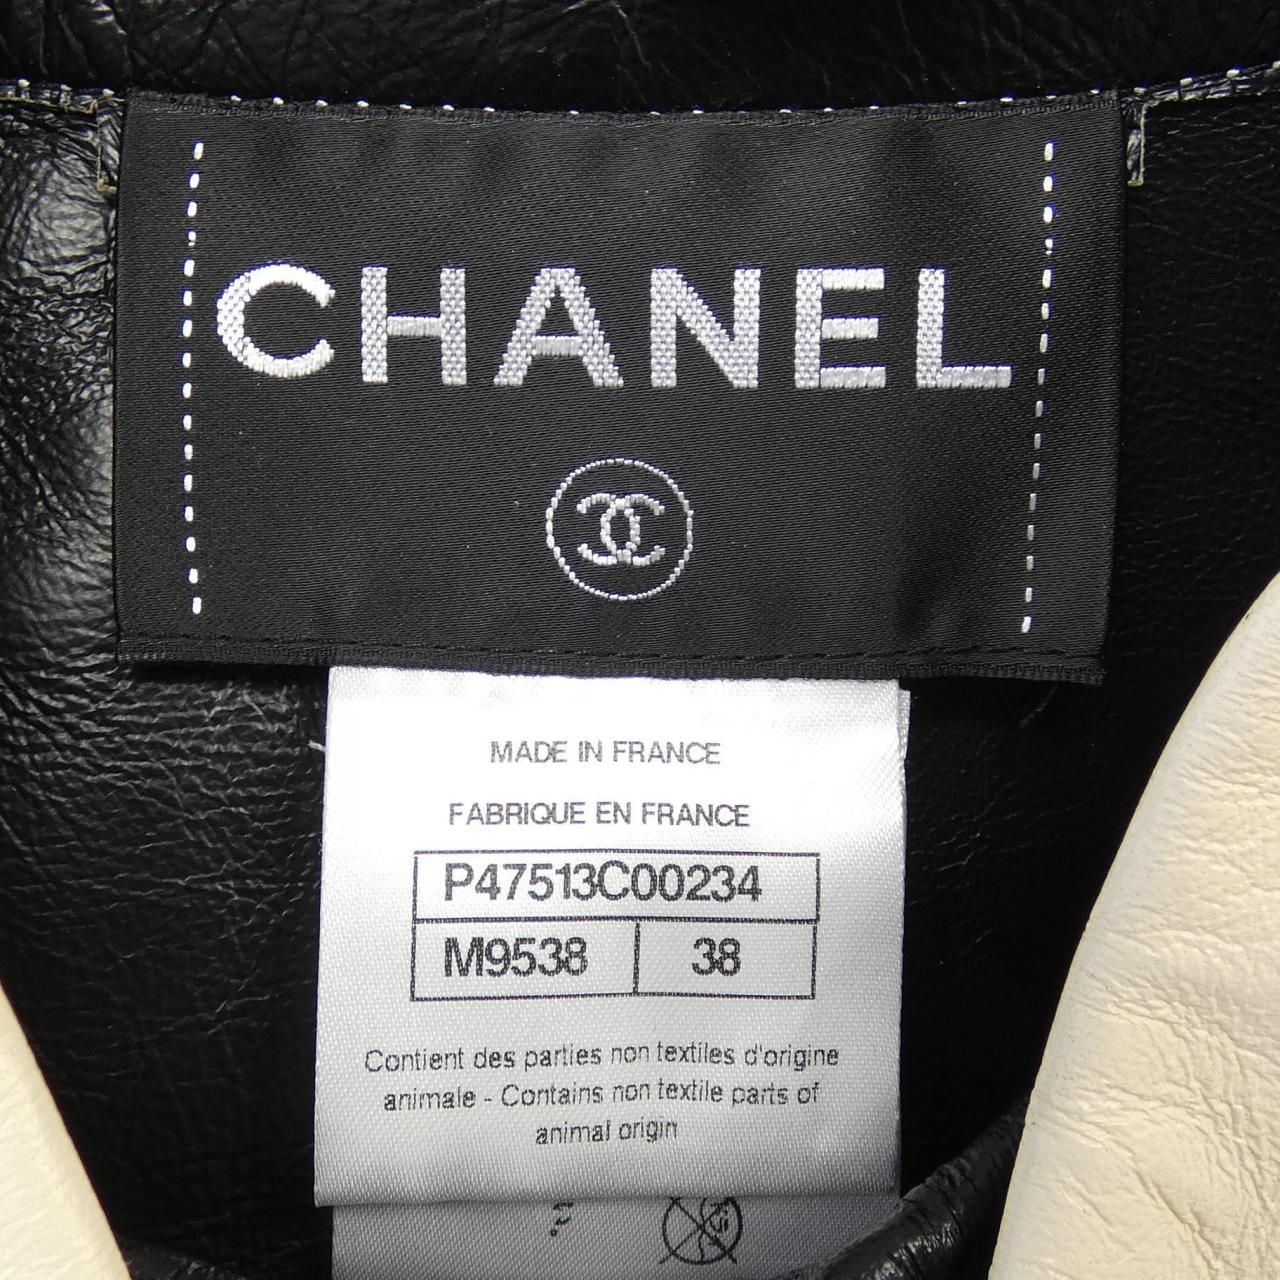 CHANEL
MADE IN FRANCE
FABRIQUE EN FRANCE
P47513C00234
M9538 38
Contient des parties non textiles d'origine
animale - Contains non textile parts of
animal origin